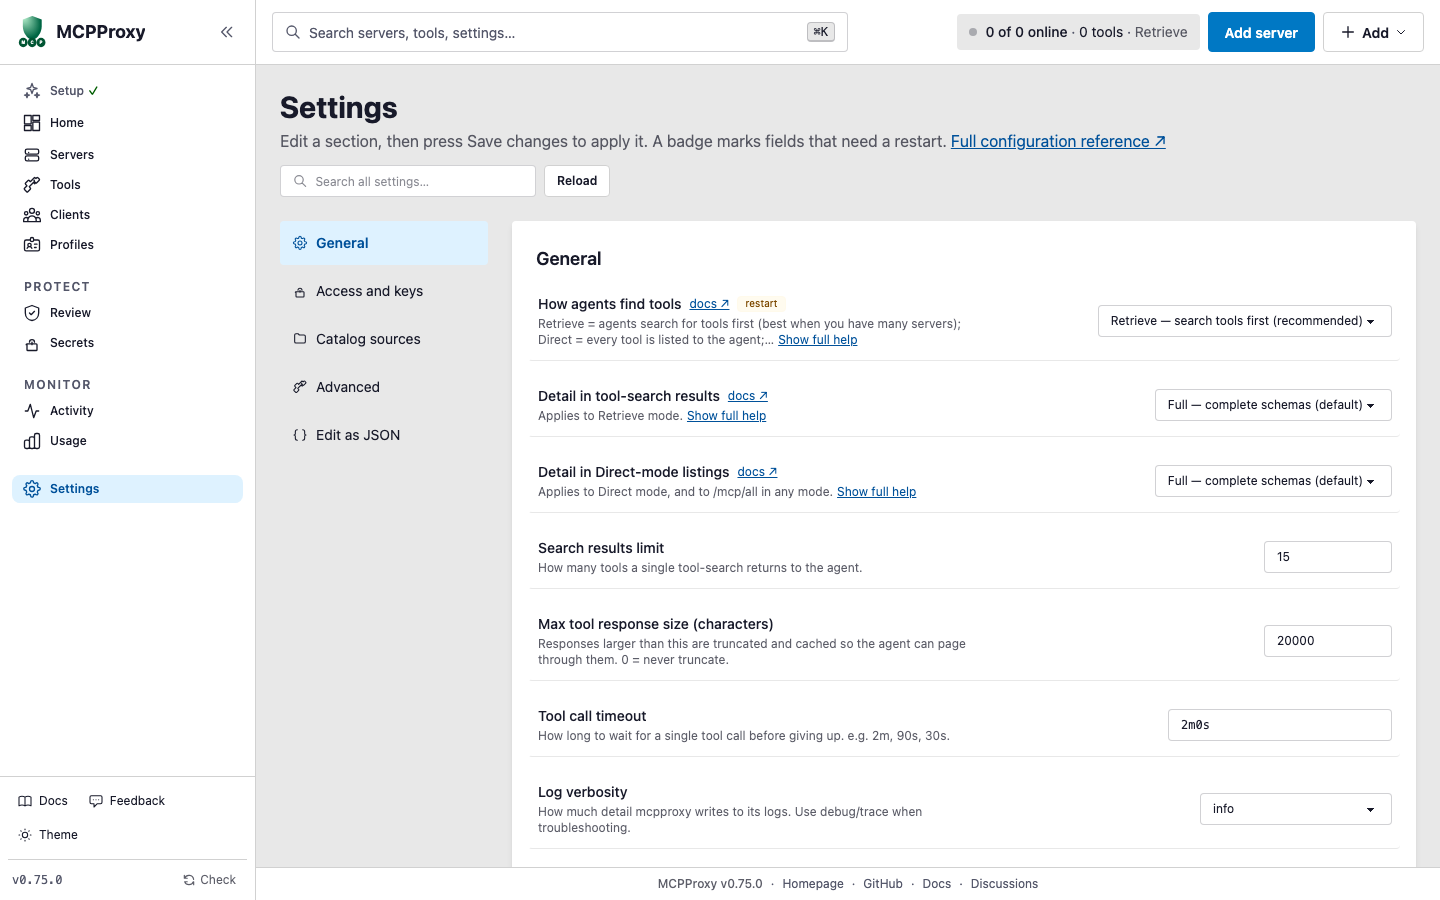 MCPProxy
Search servers, tools, settings...
⌘K
0 of 0 online · 0 tools · Retrieve
Add server
Add
Setup
Home
Servers
Tools
Clients
Profiles
PROTECT
Review
Secrets
MONITOR
Activity
Usage
Settings
Docs
Feedback
Theme
v0.75.0
Check
Settings
Edit a section, then press Save changes to apply it. A badge marks fields that need a restart. Full configuration reference ↗
Search all settings...
Reload
General
Access and keys
Catalog sources
Advanced
{ } Edit as JSON
General
How agents find tools docs ↗ restart
Retrieve = agents search for tools first (best when you have many servers);
Direct = every tool is listed to the agent;... Show full help
Retrieve — search tools first (recommended)
Detail in tool-search results docs ↗
Applies to Retrieve mode. Show full help
Full — complete schemas (default)
Detail in Direct-mode listings docs ↗
Applies to Direct mode, and to /mcp/all in any mode. Show full help
Full — complete schemas (default)
Search results limit
How many tools a single tool-search returns to the agent.
15
Max tool response size (characters)
Responses larger than this are truncated and cached so the agent can page
through them. 0 = never truncate.
20000
Tool call timeout
How long to wait for a single tool call before giving up. e.g. 2m, 90s, 30s.
2m0s
Log verbosity
How much detail mcpproxy writes to its logs. Use debug/trace when
troubleshooting.
info
MCPProxy v0.75.0 · Homepage · GitHub · Docs · Discussions